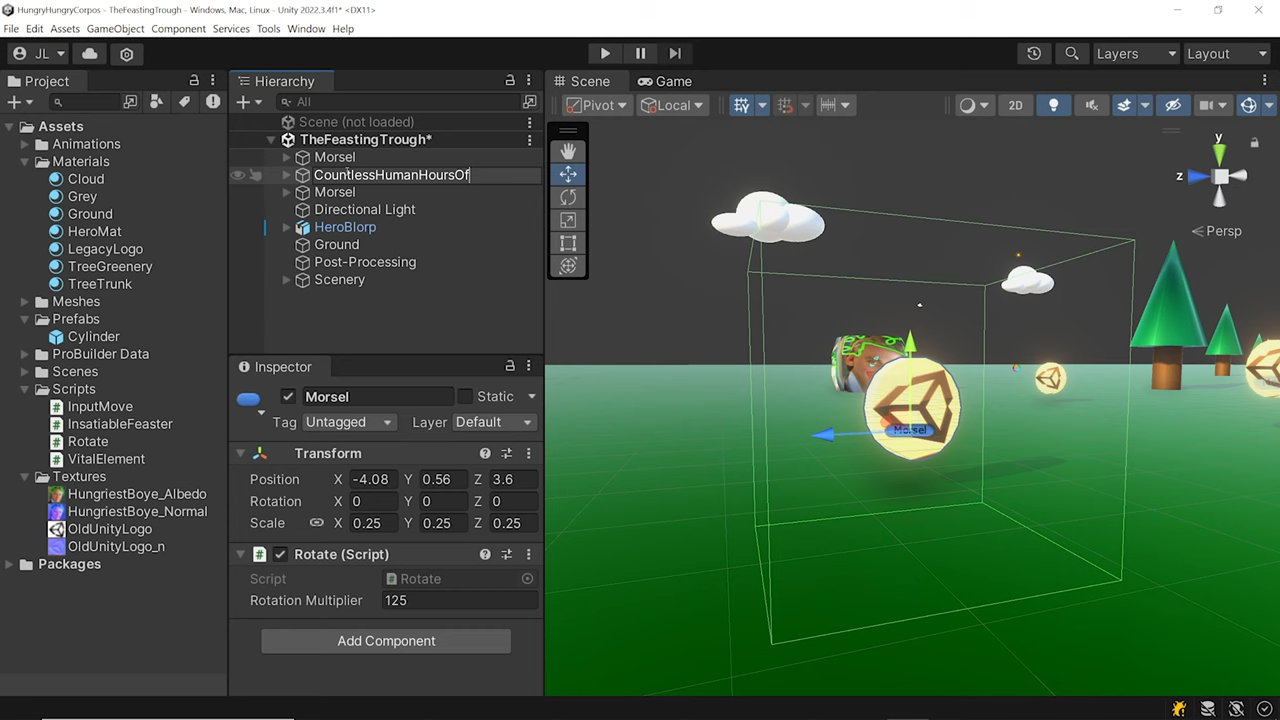 HungryHungryCorpos - TheFeastingTrough - Windows, Mac, Linux - Unity 2022.3.4f1* <DX11>
File Edit Assets GameObject Component Services Tools Window Help
JL Layers Layout
Project
Assets
Animations
Materials
Cloud
Grey
Ground
HeroMat
LegacyLogo
TreeGreenery
TreeTrunk
Meshes
Prefabs
Cylinder
ProBuilder Data
Scenes
Scripts
InputMove
InsatiableFeaster
Rotate
VitalElement
Textures
HungriestBoye_Albedo
HungriestBoye_Normal
OldUnityLogo
OldUnityLogo_n
Packages
Hierarchy
All
Scene (not loaded)
TheFeastingTrough*
Morsel
CountlessHumanHoursOf
Morsel
Directional Light
HeroBlorp
Ground
Post-Processing
Scenery
Inspector
Morsel Static
Tag Untagged Layer Default
Transform
Position X -4.08 Y 0.56 Z 3.6
Rotation X 0 Y 0 Z 0
Scale X 0.25 Y 0.25 Z 0.25
Rotate (Script)
Script Rotate
Rotation Multiplier 125
Add Component
Scene Game
Pivot Local 2D
y
z
Persp
Morsel